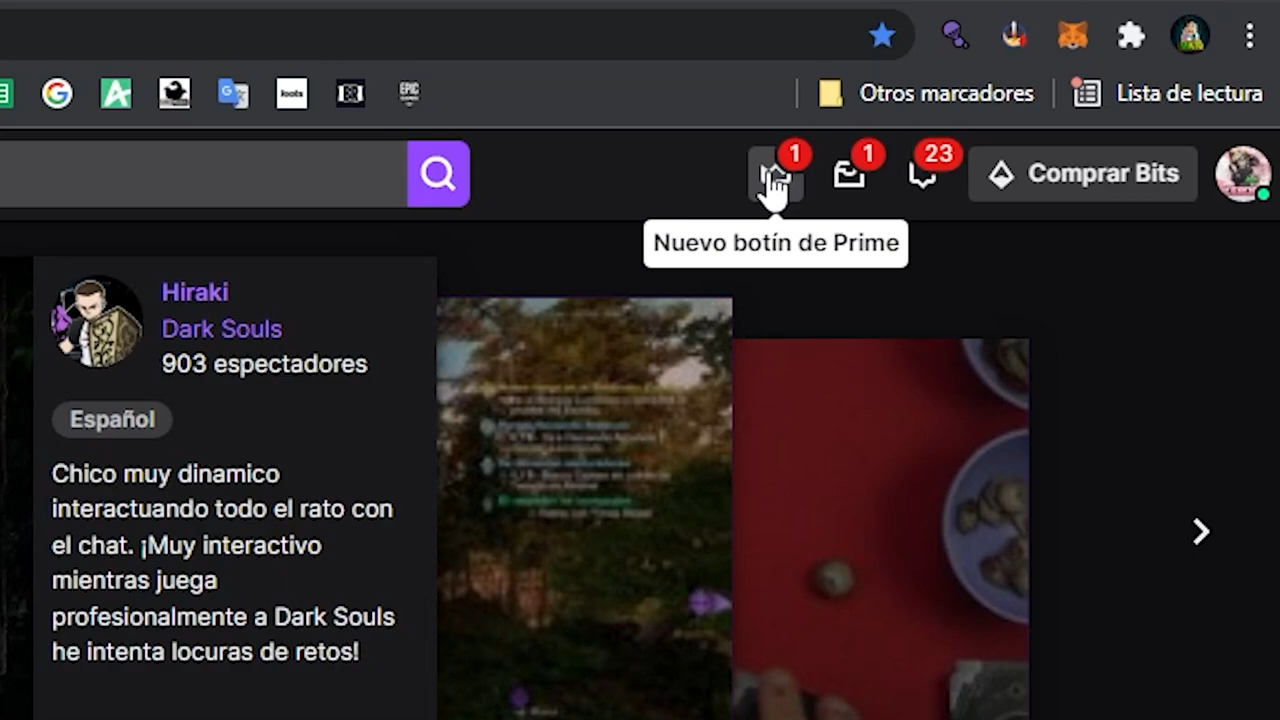 EPIC
Otros marcadores
Lista de lectura
1
1
23
Comprar Bits
Nuevo botín de Prime
Hiraki
Dark Souls
903 espectadores
Español
Chico muy dinamico
interactuando todo el rato con
el chat. ¡Muy interactivo
mientras juega
profesionalmente a Dark Souls
he intenta locuras de retos!